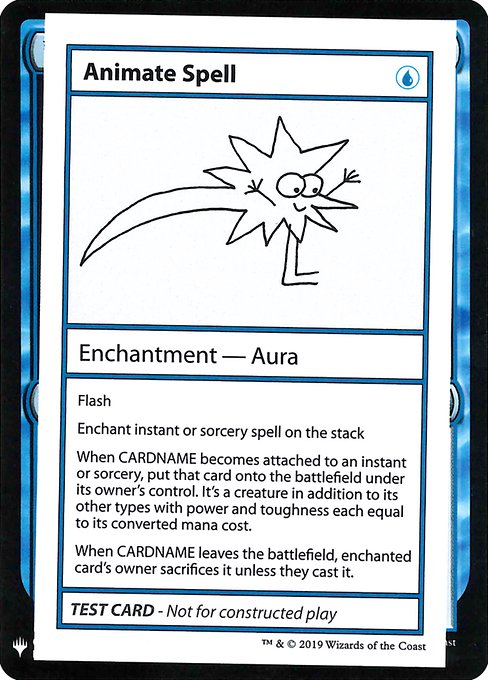 Animate Spell
Enchantment — Aura
Flash
Enchant instant or sorcery spell on the stack
When CARDNAME becomes attached to an instant
or sorcery, put that card onto the battlefield under
its owner's control. It's a creature in addition to its
other types with power and toughness each equal
to its converted mana cost.
When CARDNAME leaves the battlefield, enchanted
card's owner sacrifices it unless they cast it.
TEST CARD - Not for constructed play
™ & © 2019 Wizards of the Coast